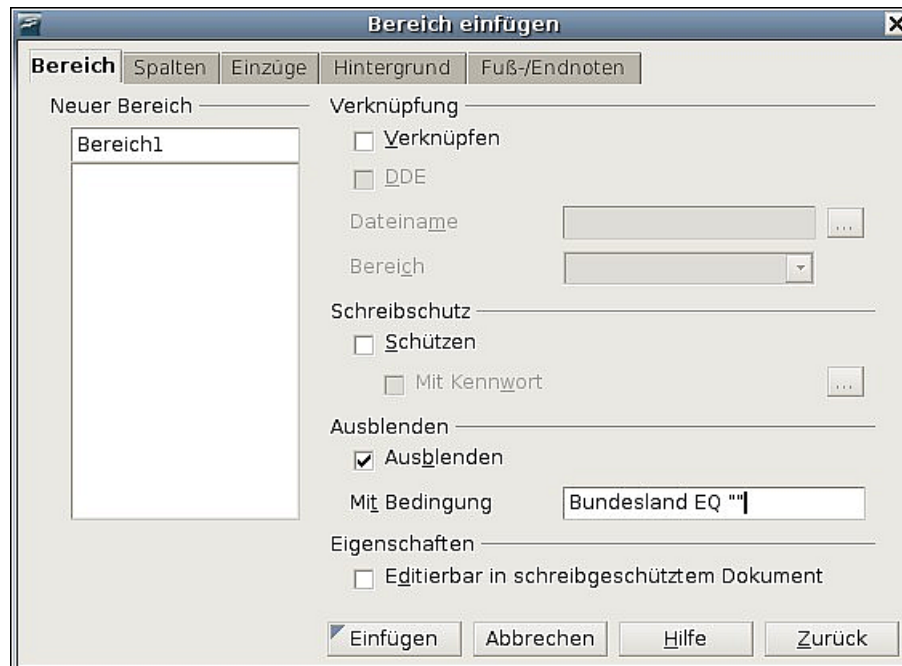 Bereich einfügen
Bereich Spalten Einzüge Hintergrund Fuß-/Endnoten
Neuer Bereich
Bereich1
Verknüpfung
Verknüpfen
DDE
Dateiname
...
Bereich
Schreibschutz
Schützen
Mit Kennwort
...
Ausblenden
Ausblenden
Mit Bedingung
Bundesland EQ ""
Eigenschaften
Editierbar in schreibgeschütztem Dokument
Einfügen Abbrechen Hilfe Zurück